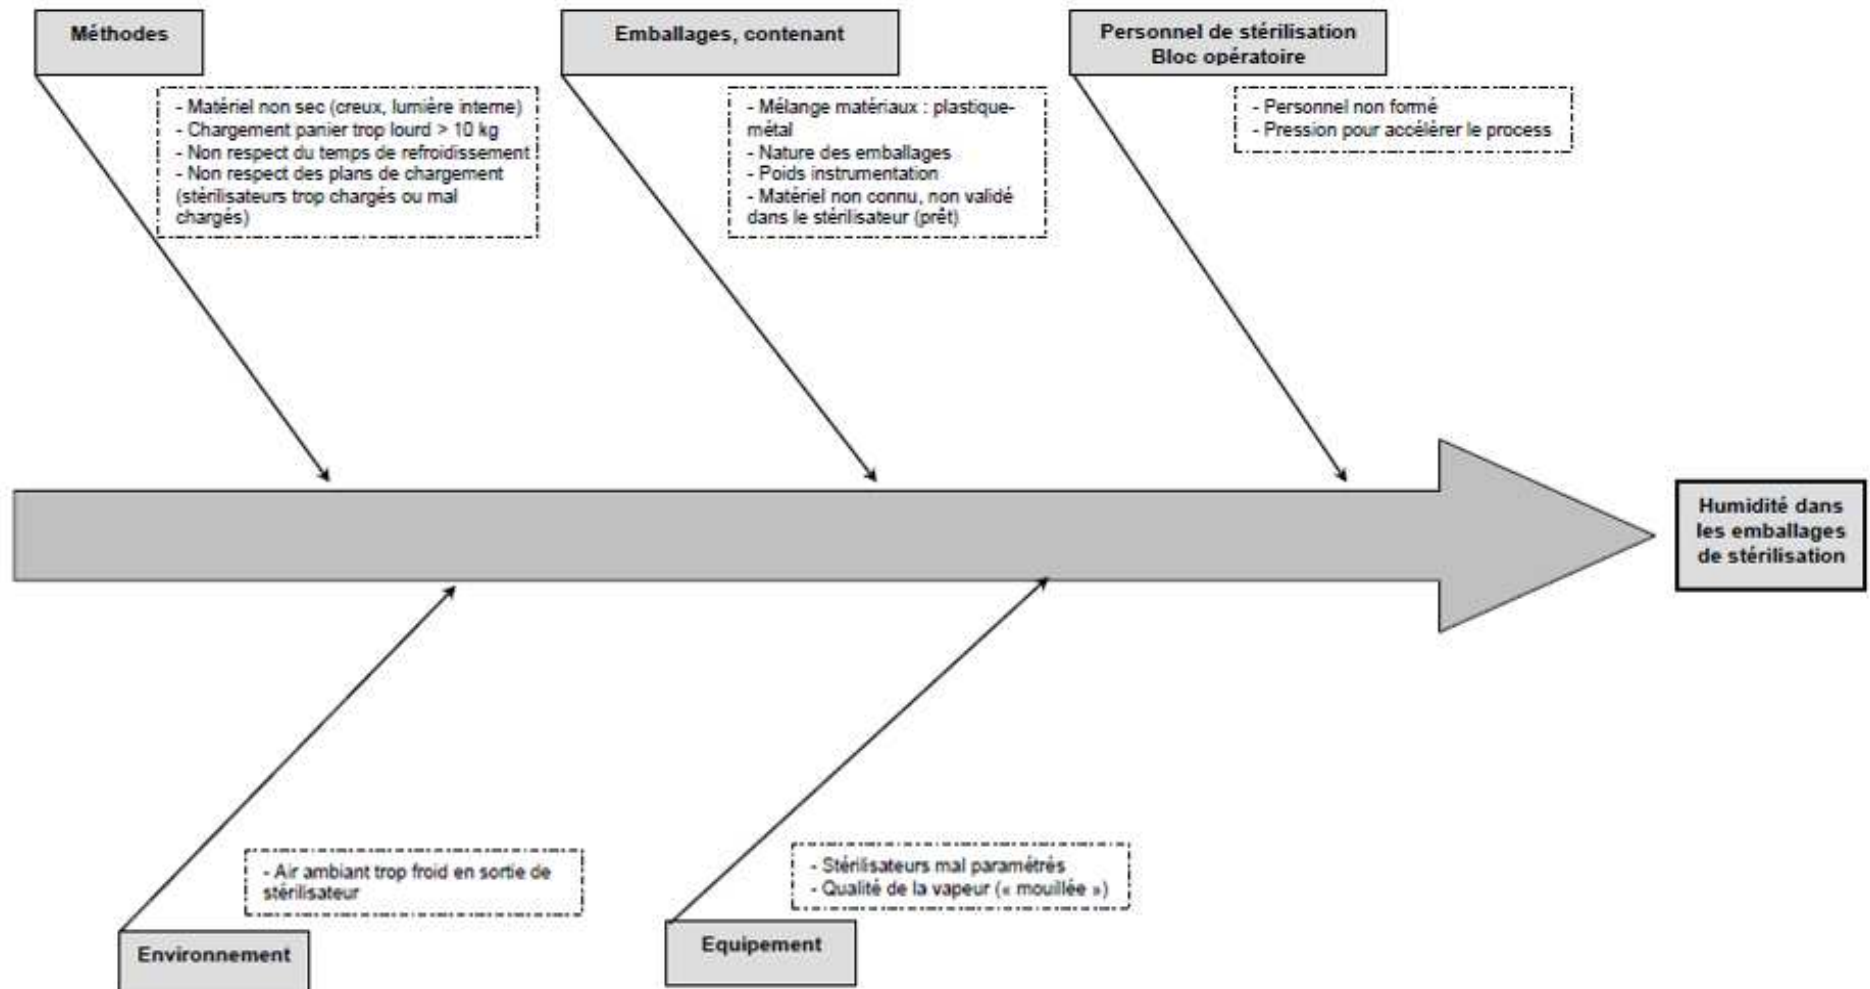 Méthodes
- Matériel non sec (creux, lumière interne)
- Chargement panier trop lourd > 10 kg
- Non respect du temps de refroidissement
- Non respect des plans de chargement
(stérilisateurs trop chargés ou mal
chargés)
Emballages, contenant
- Mélange matériaux : plastique-
métal
- Nature des emballages
- Poids instrumentation
- Matériel non connu, non validé
dans le stérilisateur (prêt)
Personnel de stérilisation
Bloc opératoire
- Personnel non formé
- Pression pour accélérer le process
Humidité dans
les emballages
de stérilisation
- Air ambiant trop froid en sortie de
stérilisateur
Environnement
- Stérilisateurs mal paramétrés
- Qualité de la vapeur (« mouillée »)
Equipement